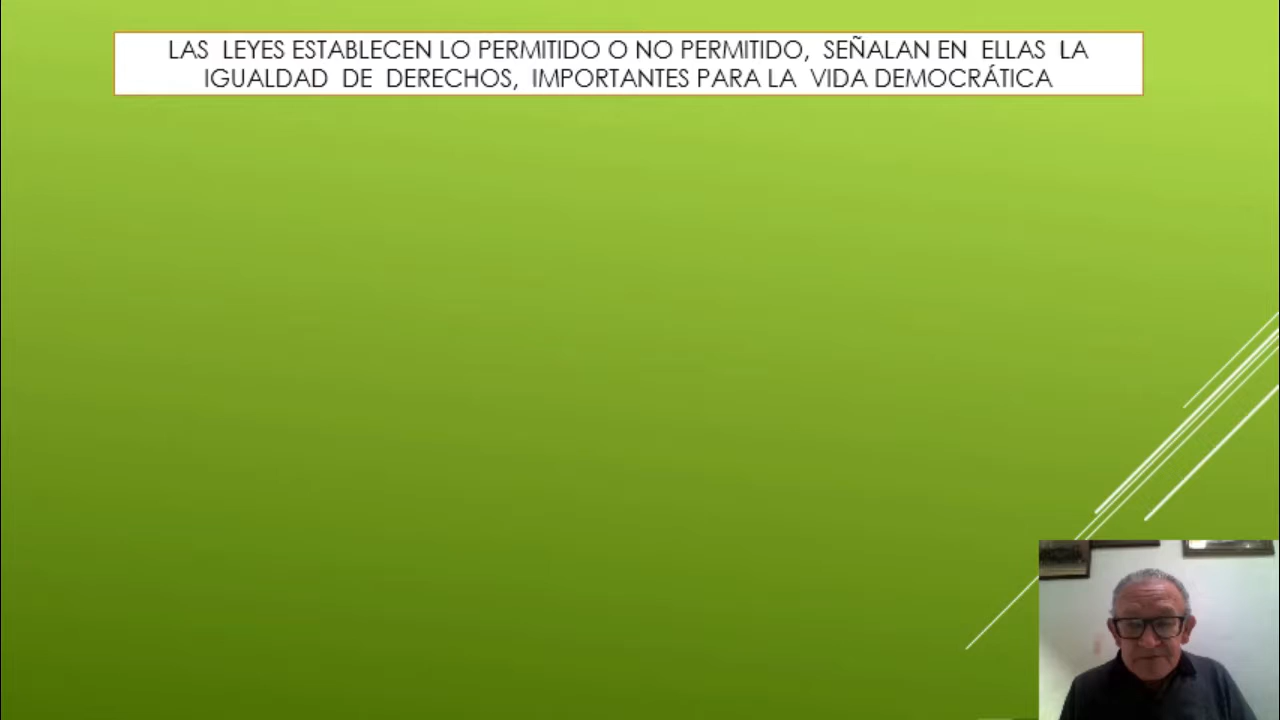 LAS LEYES ESTABLECEN LO PERMITIDO O NO PERMITIDO, SEÑALAN EN ELLAS LA
IGUALDAD DE DERECHOS, IMPORTANTES PARA LA VIDA DEMOCRÁTICA